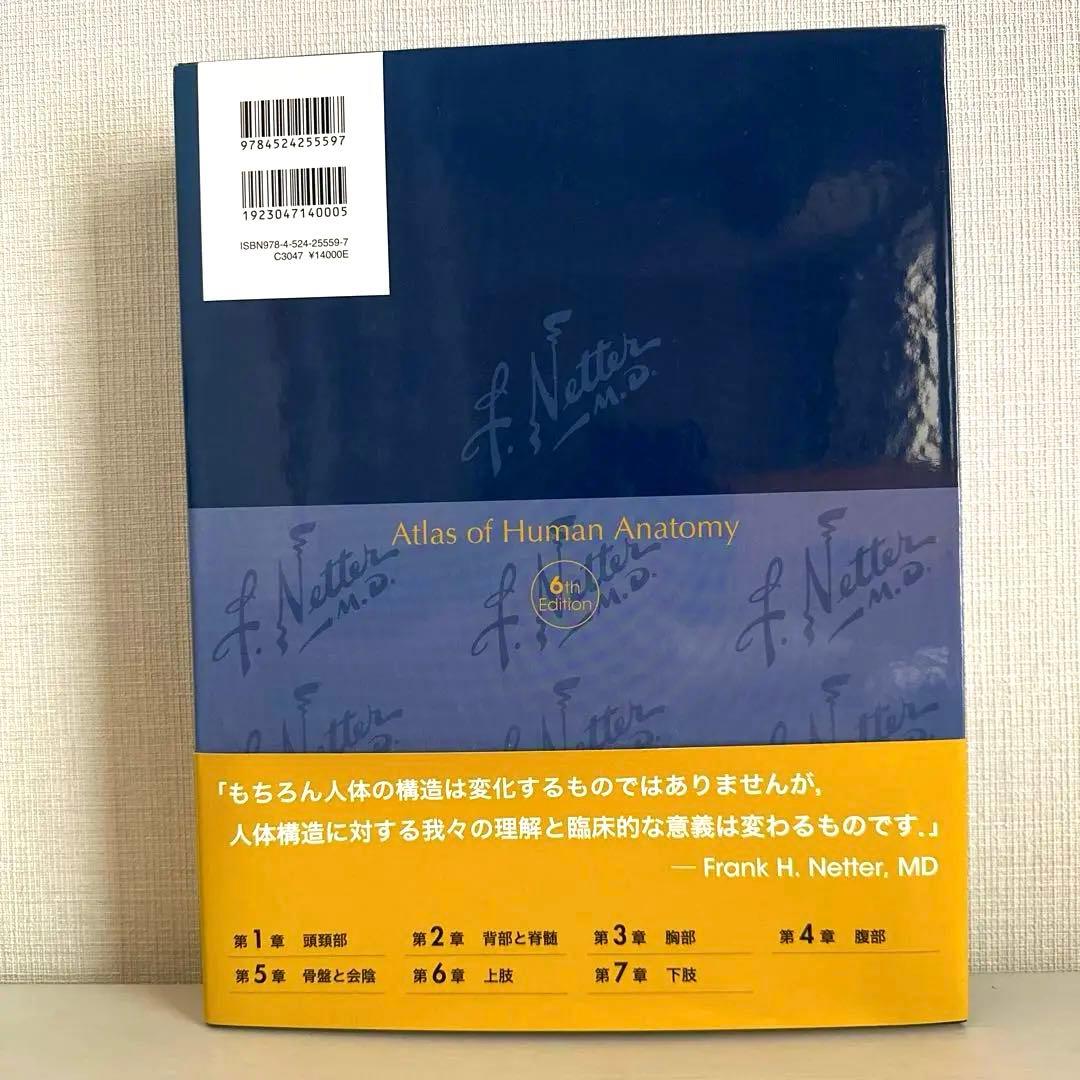 9784524255597
1923047140005
ISBN978-4-524-25559-7
C3047 ¥14000E
F. Netter
M.D.
Atlas of Human Anatomy
6th
Edition
F. Netter
M.D.
F. Netter
M.D.
F. Netter
M.D.
Netter
Netter
Netter
「もちろん人体の構造は変化するものではありませんが，
人体構造に対する我々の理解と臨床的な意義は変わるものです．」
— Frank H. Netter, MD
第1章 頭頸部
第2章 背部と脊髄
第3章 胸部
第4章 腹部
第5章 骨盤と会陰
第6章 上肢
第7章 下肢